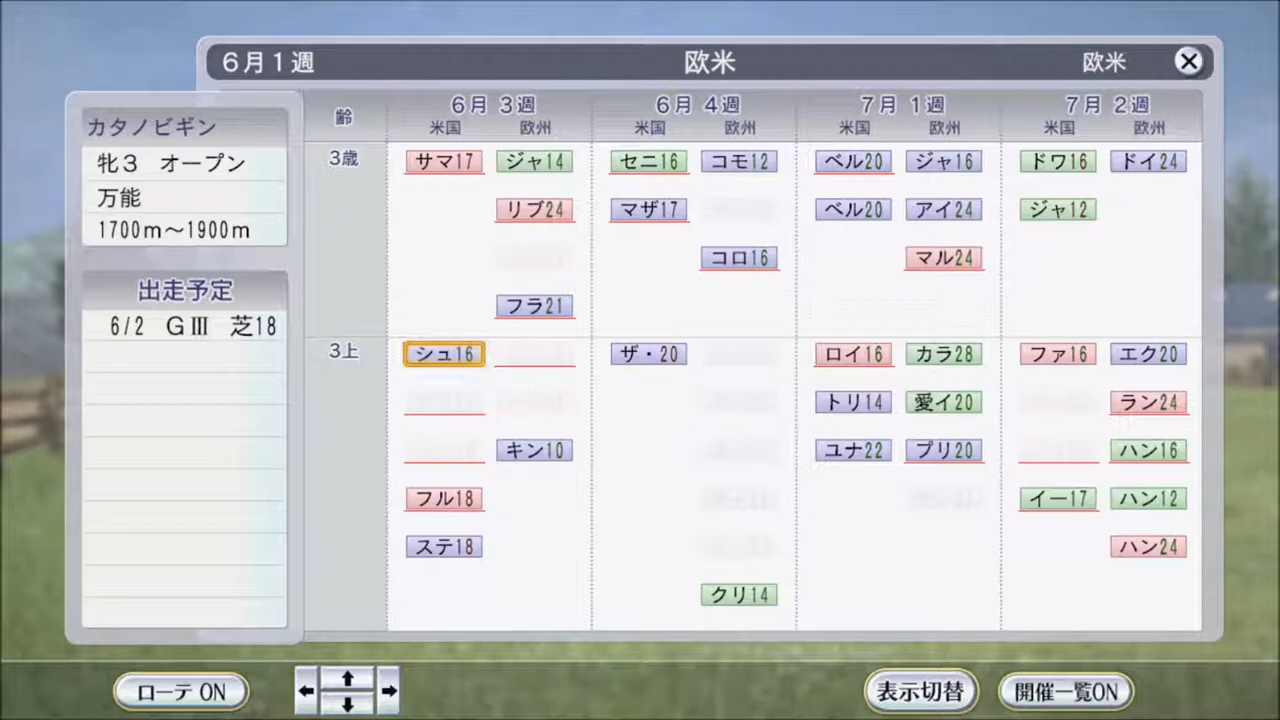 6月1週 欧米 欧米
カタノビギン
牝3 オープン
万能
1700m～1900m
出走予定
6/2 GⅢ 芝18
齢 6月3週 6月4週 7月1週 7月2週
米国 欧州 米国 欧州 米国 欧州 米国 欧州
3歳 サマ17 ジャ14 セニ16 コモ12 ベル20 ジャ16 ドワ16 ドイ24
リブ24 マザ17 ベル20 アイ24 ジャ12
コロ16 マル24
フラ21
3上 シュ16 ザ・20 ロイ16 カラ28 ファ16 エク20
トリ14 愛イ20 ラン24
キン10 ユナ22 プリ20 ハン16
フル18 イー17 ハン12
ステ18 ハン24
クリ14
ローテ ON 表示切替 開催一覧ON